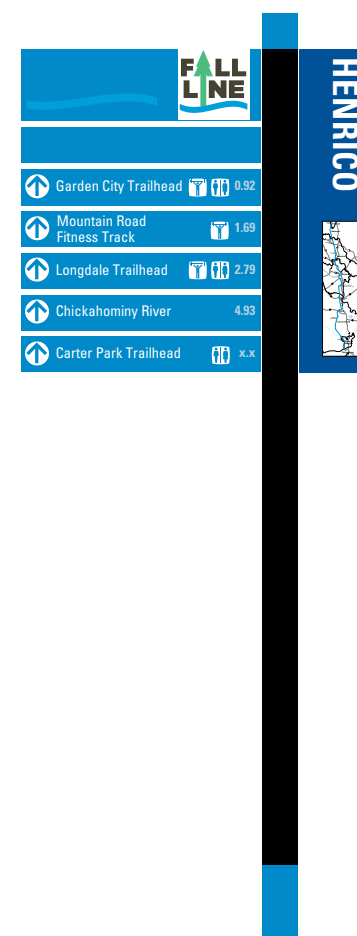 FALL
LINE
HENRICO
Garden City Trailhead 0.92
Mountain Road 1.69
Fitness Track
Longdale Trailhead 2.79
Chickahominy River 4.93
Carter Park Trailhead x.x